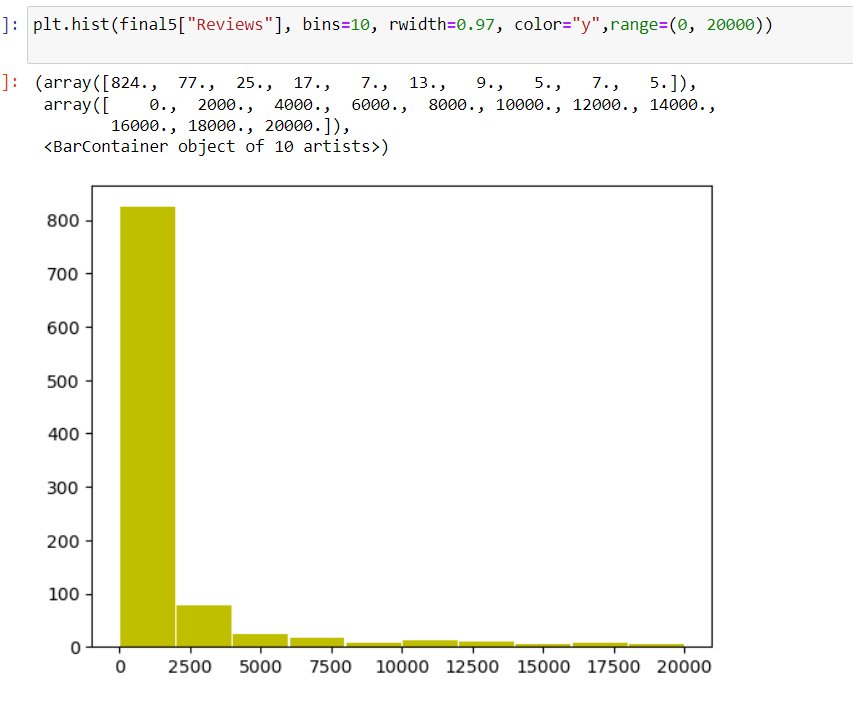 ]: plt.hist(final5["Reviews"], bins=10, rwidth=0.97, color="y",range=(0, 20000))
]: (array([824.,  77.,  25.,  17.,   7.,  13.,   9.,   5.,   7.,   5.]),
array([    0.,  2000.,  4000.,  6000.,  8000., 10000., 12000., 14000.,
16000., 18000., 20000.]),
<BarContainer object of 10 artists>)
800
700
600
500
400
300
200
100
0
0 2500 5000 7500 10000 12500 15000 17500 20000